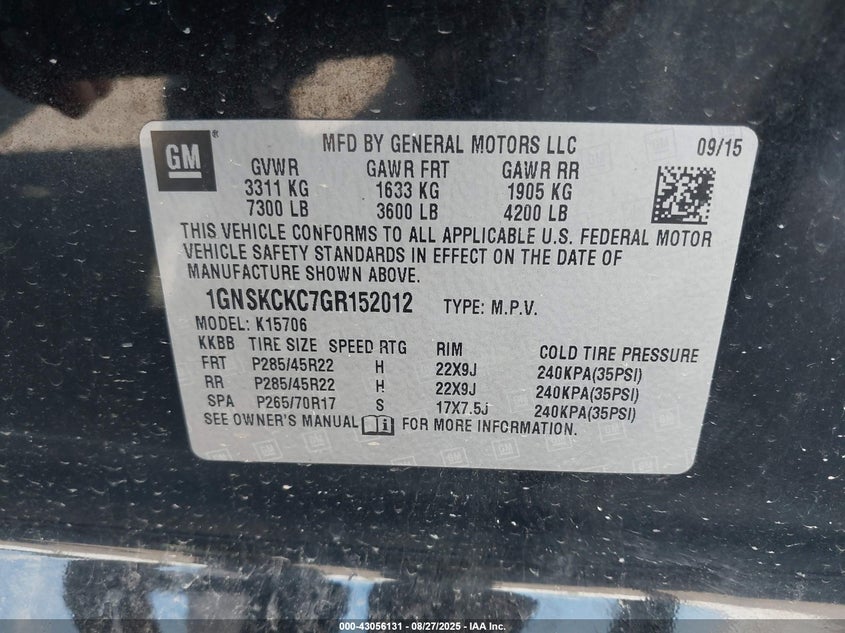 GM ® MFD BY GENERAL MOTORS LLC 09/15
GVWR GAWR FRT GAWR RR
3311 KG 1633 KG 1905 KG
7300 LB 3600 LB 4200 LB
THIS VEHICLE CONFORMS TO ALL APPLICABLE U.S. FEDERAL MOTOR
VEHICLE SAFETY STANDARDS IN EFFECT ON THE DATE OF
MANUFACTURE SHOWN ABOVE.
1GNSKCKC7GR152012 TYPE: M.P.V.
MODEL: K15706
KKBB TIRE SIZE SPEED RTG RIM COLD TIRE PRESSURE
FRT P285/45R22 H 22X9J 240KPA(35PSI)
RR P285/45R22 H 22X9J 240KPA(35PSI)
SPA P265/70R17 S 17X7.5J 240KPA(35PSI)
SEE OWNER'S MANUAL i FOR MORE INFORMATION.
000-43056131 - 08/27/2025 - IAA Inc.